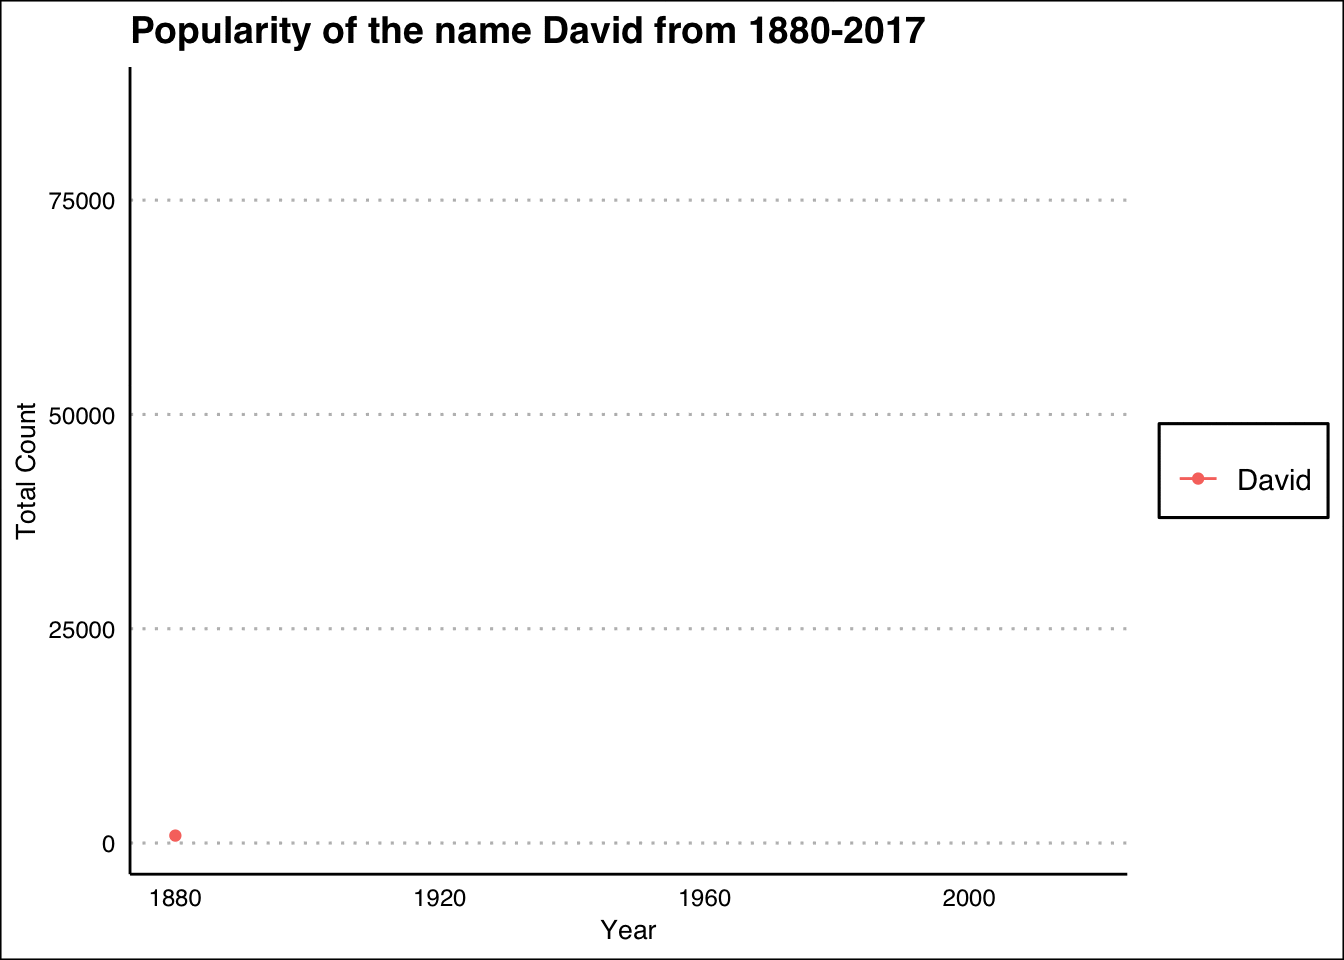 Popularity of the name David from 1880-2017
75000
50000
25000
0
Total Count
1880 1920 1960 2000
Year
David